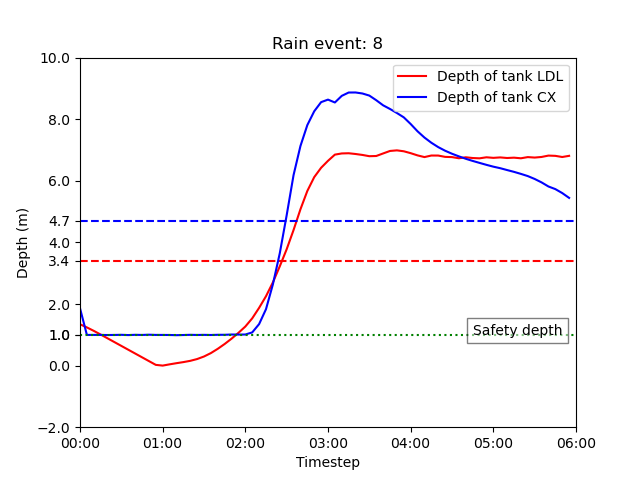 Rain event: 8
Depth of tank LDL
Depth of tank CX
10.0
8.0
6.0
4.7
4.0
3.4
2.0
1.0
0.0
−2.0
Depth (m)
Safety depth
00:00 01:00 02:00 03:00 04:00 05:00 06:00
Timestep